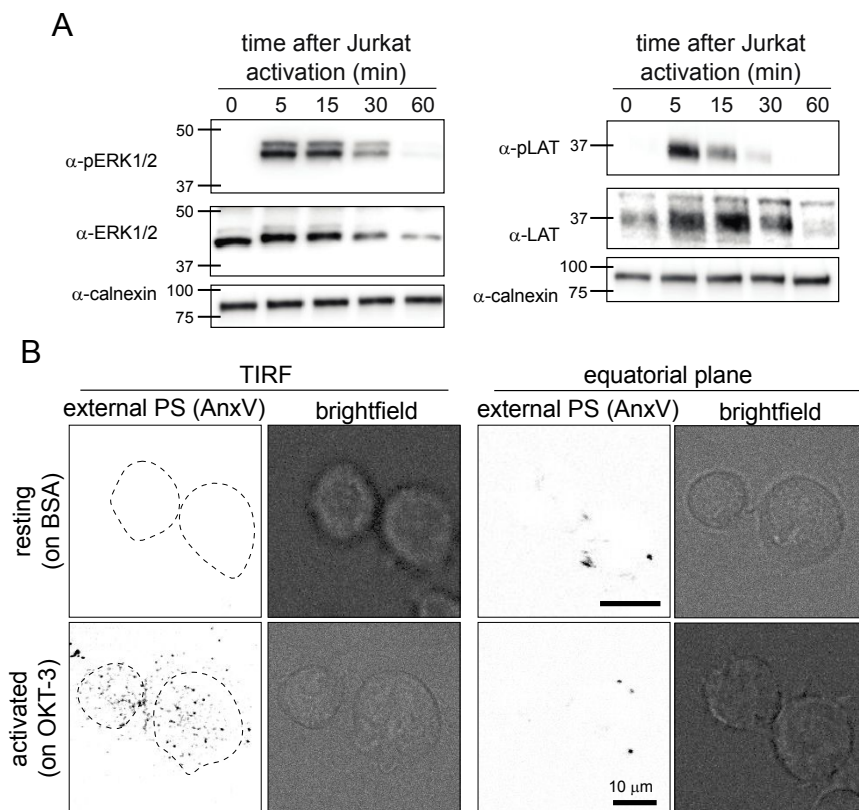 A
time after Jurkat
activation (min)
0 5 15 30 60
50
α-pERK1/2
37
50
α-ERK1/2
37
α-calnexin
100
75
time after Jurkat
activation (min)
0 5 15 30 60
α-pLAT
37
37
α-LAT
100
α-calnexin
75
B
TIRF
equatorial plane
external PS (AnxV)
brightfield
external PS (AnxV)
brightfield
resting
(on BSA)
activated
(on OKT-3)
10 μm